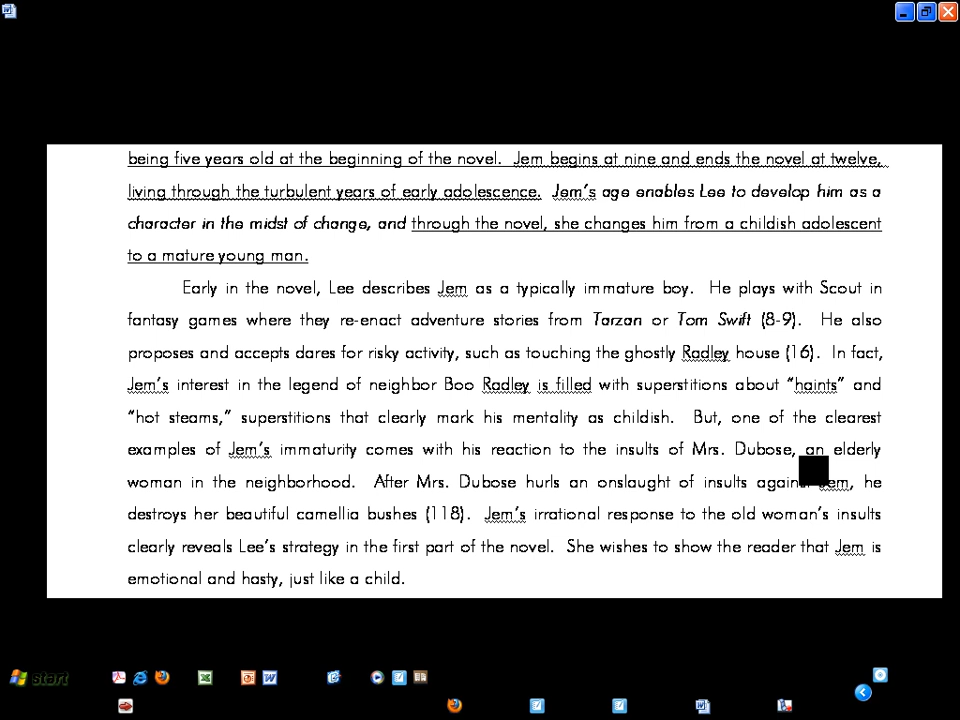 being five years old at the beginning of the novel. Jem begins at nine and ends the novel at twelve,
living through the turbulent years of early adolescence. Jem's age enables Lee to develop him as a
character in the midst of change, and through the novel, she changes him from a childish adolescent
to a mature young man.
Early in the novel, Lee describes Jem as a typically immature boy. He plays with Scout in
fantasy games where they re-enact adventure stories from Tarzan or Tom Swift (8-9). He also
proposes and accepts dares for risky activity, such as touching the ghostly Radley house (16). In fact,
Jem's interest in the legend of neighbor Boo Radley is filled with superstitions about "haints" and
"hot steams," superstitions that clearly mark his mentality as childish. But, one of the clearest
examples of Jem's immaturity comes with his reaction to the insults of Mrs. Dubose, an elderly
woman in the neighborhood. After Mrs. Dubose hurls an onslaught of insults against Jem, he
destroys her beautiful camellia bushes (118). Jem's irrational response to the old woman's insults
clearly reveals Lee's strategy in the first part of the novel. She wishes to show the reader that Jem is
emotional and hasty, just like a child.
start